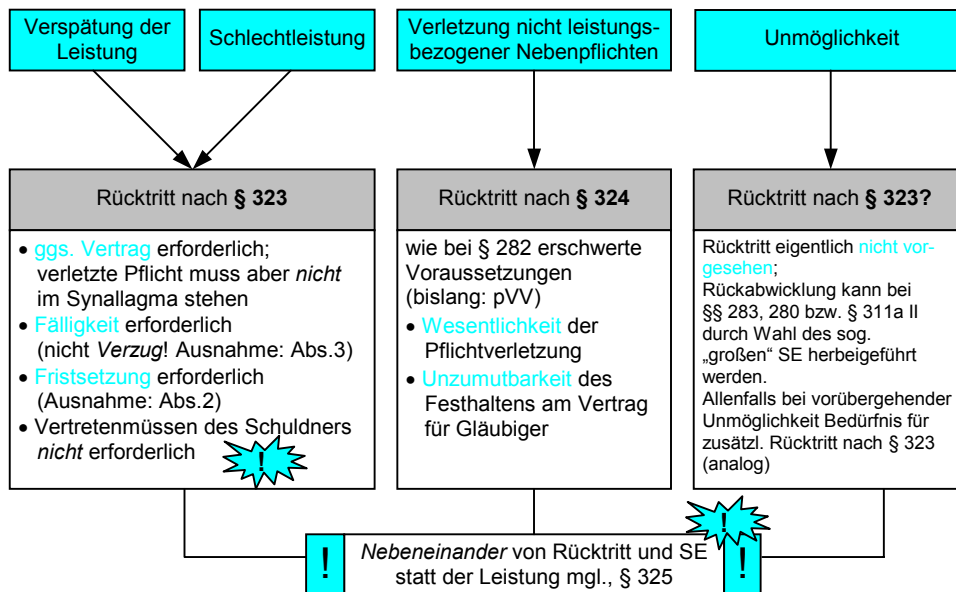 Verspätung der
Leistung
Schlechtleistung
Verletzung nicht leistungs-
bezogener Nebenpflichten
Unmöglichkeit
Rücktritt nach § 323
• ggs. Vertrag erforderlich;
verletzte Pflicht muss aber nicht
im Synallagma stehen
• Fälligkeit erforderlich
(nicht Verzug! Ausnahme: Abs.3)
• Fristsetzung erforderlich
(Ausnahme: Abs.2)
• Vertretenmüssen des Schuldners
nicht erforderlich
!
Rücktritt nach § 324
wie bei § 282 erschwerte
Voraussetzungen
(bislang: pVV)
• Wesentlichkeit der
Pflichtverletzung
• Unzumutbarkeit des
Festhaltens am Vertrag
für Gläubiger
Rücktritt nach § 323?
Rücktritt eigentlich nicht vor-
gesehen;
Rückabwicklung kann bei
§§ 283, 280 bzw. § 311a II
durch Wahl des sog.
„großen“ SE herbeigeführt
werden.
Allenfalls bei vorübergehender
Unmöglichkeit Bedürfnis für
zusätzl. Rücktritt nach § 323
(analog)
!
!
Nebeneinander von Rücktritt und SE
statt der Leistung mgl., § 325
!